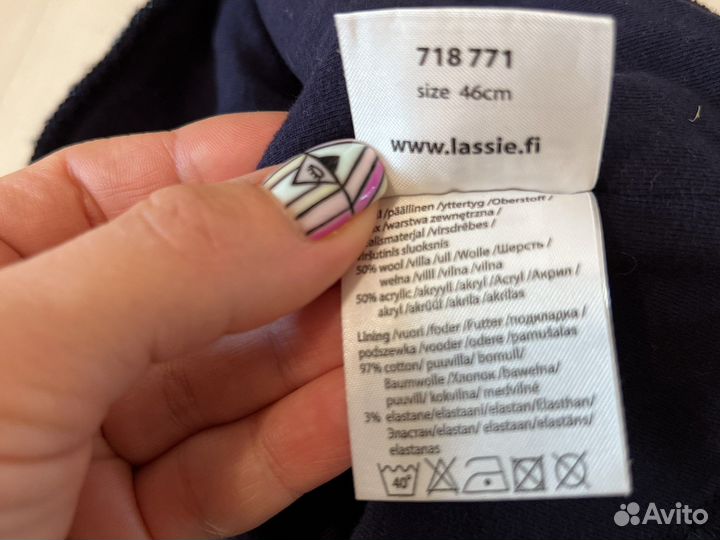 718 771
size 46cm
www.lassie.fi
/päällinen /yttertyg /Oberstoff/
/warstwa zewnętrzna /
/virsdrēbes/
viršutinis sluoksnis
50% wool /villa /ull /Wolle /Шерсть /
wełna /villl /vilna /vilna
50% acrylic /akryyli /akryl /Acryl /Акрил /
akryl /akrüül /akrila /akrilas
Lining /vuori /foder /Futter /подкладка /
podszewka /vooder /odere /pamušalas
97% cotton/ puuvilla/ bomull/
Baumwolle /Хлопок /bawełna/
puuvill/ kokvilna/ medvilnė
3% elastane/elastaani/elastan/Elasthan/
Эластан/ elastan/ elastaan/ elastāns/
elastanas
40°
Avito